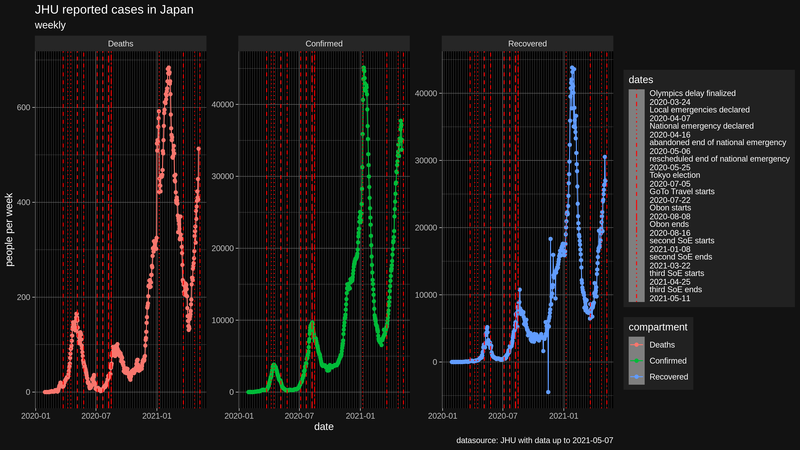 JHU reported cases in Japan
weekly
Deaths
Confirmed
Recovered
600
400
200
0
40000
30000
20000
10000
0
40000
30000
20000
10000
0
people per week
2020-01
2020-07
2021-01
2020-01
2020-07
2021-01
2020-01
2020-07
2021-01
date
dates
Olympics delay finalized
2020-03-24
Local emergencies declared
2020-04-07
National emergency declared
2020-04-16
abandoned end of national emergency
2020-05-06
rescheduled end of national emergency
2020-05-25
Tokyo election
2020-07-05
GoTo Travel starts
2020-07-22
Obon starts
2020-08-08
Obon ends
2020-08-16
second SoE starts
2021-01-08
second SoE ends
2021-03-22
third SoE starts
2021-04-25
third SoE ends
2021-05-11
compartment
Deaths
Confirmed
Recovered
datasource: JHU with data up to 2021-05-07